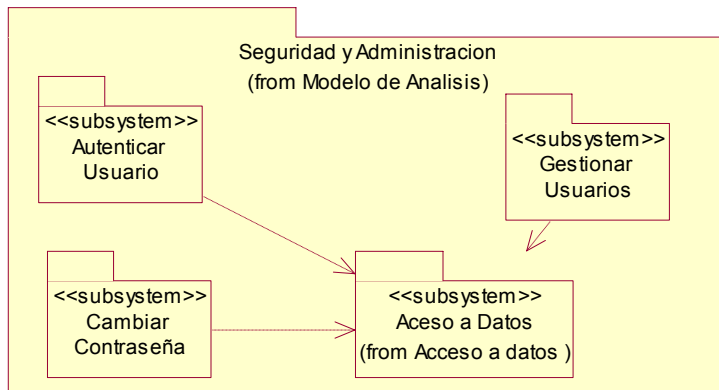 Seguridad y Administracion
(from Modelo de Analisis)
<<subsystem>>
Autenticar
Usuario
<<subsystem>>
Gestionar
Usuarios
<<subsystem>>
Cambiar
Contraseña
<<subsystem>>
Aceso a Datos
(from Acceso a datos )